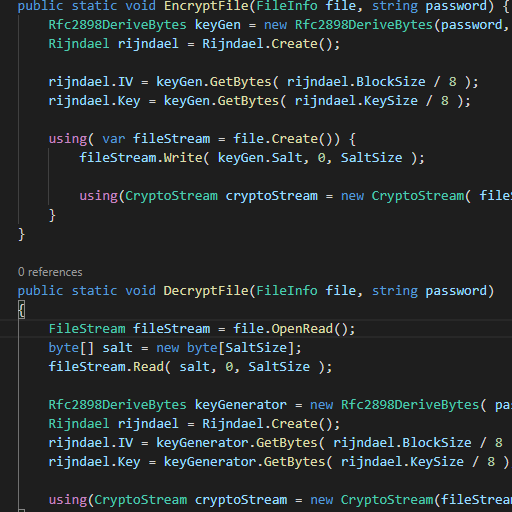 public static void EncryptFile(FileInfo file, string password) {
Rfc2898DeriveBytes keyGen = new Rfc2898DeriveBytes(password,
Rijndael rijndael = Rijndael.Create();
rijndael.IV = keyGen.GetBytes( rijndael.BlockSize / 8 );
rijndael.Key = keyGen.GetBytes( rijndael.KeySize / 8 );
using( var fileStream = file.Create()) {
fileStream.Write( keyGen.Salt, 0, SaltSize );
using(CryptoStream cryptoStream = new CryptoStream( fileS
}
}
0 references
public static void DecryptFile(FileInfo file, string password)
{
FileStream fileStream = file.OpenRead();
byte[] salt = new byte[SaltSize];
fileStream.Read( salt, 0, SaltSize );
Rfc2898DeriveBytes keyGenerator = new Rfc2898DeriveBytes( pas
Rijndael rijndael = Rijndael.Create();
rijndael.IV = keyGenerator.GetBytes( rijndael.BlockSize / 8
rijndael.Key = keyGenerator.GetBytes( rijndael.KeySize / 8 )
using(CryptoStream cryptoStream = new CryptoStream(fileStream